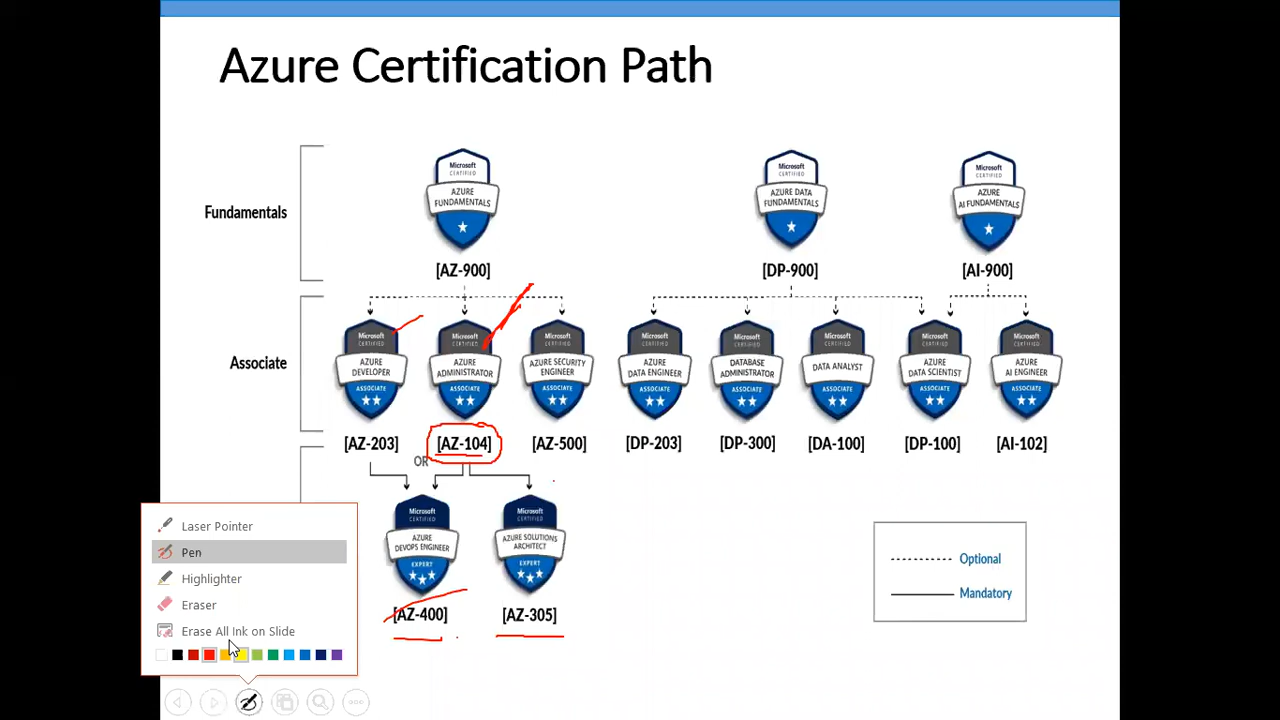 Azure Certification Path
Fundamentals
Microsoft
CERTIFIED
AZURE
FUNDAMENTALS
[AZ-900]
Microsoft
CERTIFIED
AZURE DATA
FUNDAMENTALS
[DP-900]
Microsoft
CERTIFIED
AZURE
AI FUNDAMENTALS
[AI-900]
Associate
Microsoft
CERTIFIED
AZURE
DEVELOPER
ASSOCIATE
[AZ-203]
Microsoft
CERTIFIED
AZURE
ADMINISTRATOR
ASSOCIATE
[AZ-104]
Microsoft
CERTIFIED
AZURE SECURITY
ENGINEER
ASSOCIATE
[AZ-500]
Microsoft
CERTIFIED
AZURE
DATA ENGINEER
ASSOCIATE
[DP-203]
Microsoft
CERTIFIED
DATABASE
ADMINISTRATOR
ASSOCIATE
[DP-300]
Microsoft
CERTIFIED
DATA ANALYST
ASSOCIATE
[DA-100]
Microsoft
CERTIFIED
AZURE
DATA SCIENTIST
ASSOCIATE
[DP-100]
Microsoft
CERTIFIED
AZURE
AI ENGINEER
ASSOCIATE
[AI-102]
OR
Microsoft
CERTIFIED
AZURE
DEVOPS ENGINEER
EXPERT
[AZ-400]
Microsoft
CERTIFIED
AZURE SOLUTIONS
ARCHITECT
EXPERT
[AZ-305]
Optional
Mandatory
Laser Pointer
Pen
Highlighter
Eraser
Erase All Ink on Slide